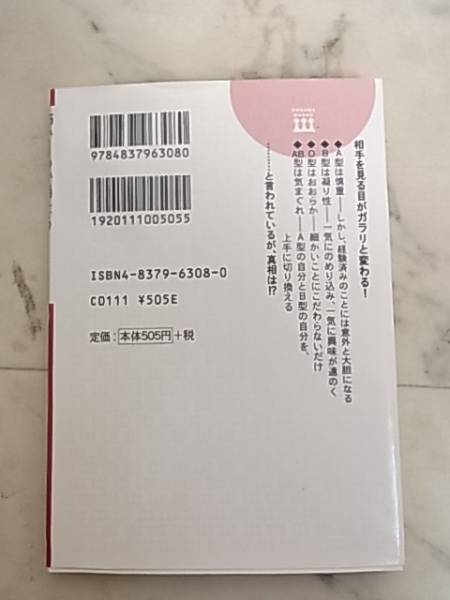 相手を見る目がガラリと変わる！
◆A型は慎重――しかし、経験済みのことには意外と大胆になる
◆B型は凝り性――一気にのめり込み、一気に興味が遠のく
◆O型はおおらか――細かいことにこだわらないだけ
◆AB型は気まぐれ――A型の自分とB型の自分を、
上手に切り換える
………と言われているが、真相は!?
9784837963080
1920111005055
ISBN4-8379-6308-0
C0111 ¥505E
定価：本体505円＋税